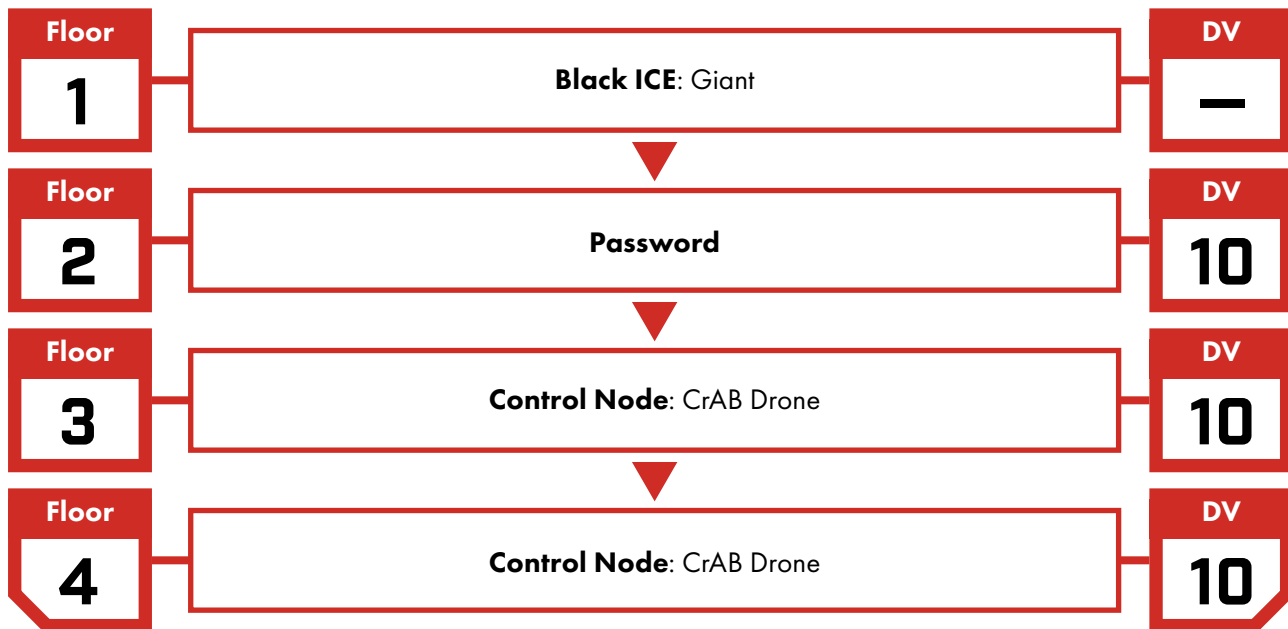 Floor
DV
1
Black ICE: Giant
–
Floor
DV
2
Password
10
Floor
DV
3
Control Node: CrAB Drone
10
Floor
DV
4
Control Node: CrAB Drone
10